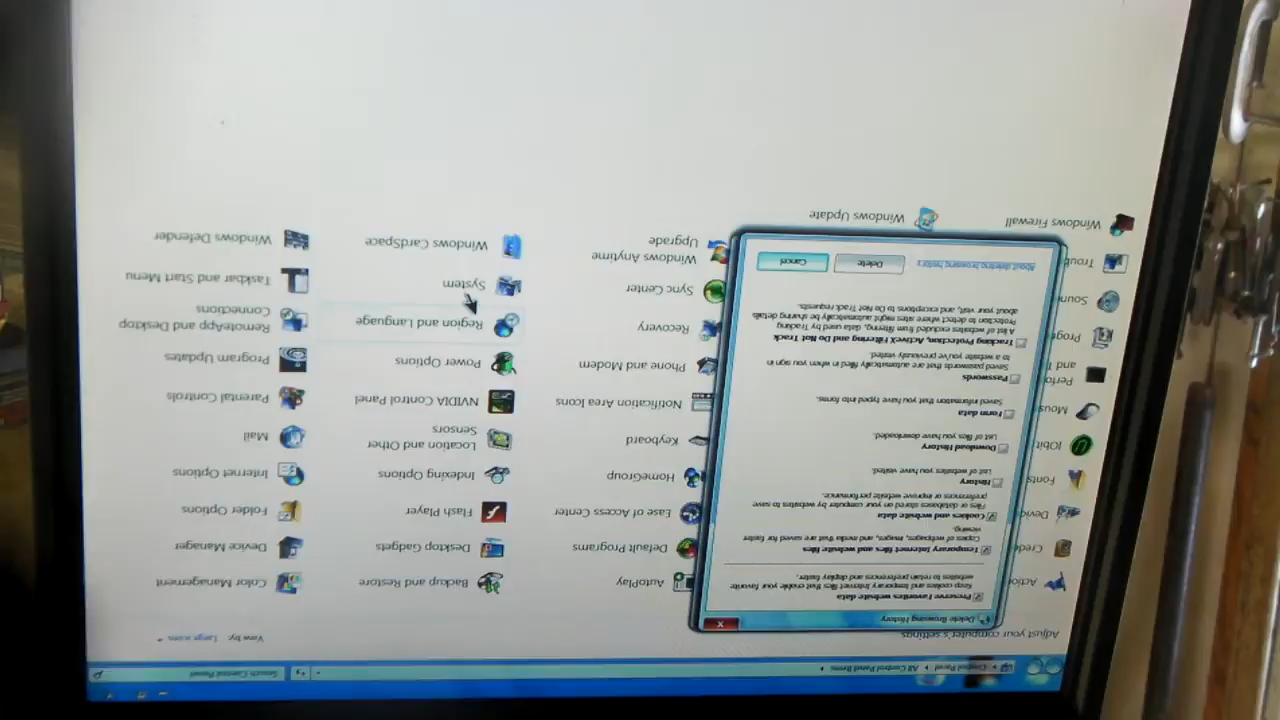 Control Panel
All Control Panel Items
Search Control Panel
Adjust your computer's settings
View by:
Large icons
AutoPlay
Backup and Restore
Color Management
Default Programs
Desktop Gadgets
Device Manager
Ease of Access Center
Flash Player
Folder Options
Fonts
HomeGroup
Indexing Options
Internet Options
IObit
Keyboard
Location and Other
Sensors
Mail
Notification Area Icons
NVIDIA Control Panel
Parental Controls
Phone and Modem
Power Options
Program Updates
Recovery
Region and Language
RemoteApp and Desktop
Connections
Sync Center
System
Taskbar and Start Menu
Windows Anytime
Upgrade
Windows CardSpace
Windows Defender
Windows Firewall
Windows Update
Delete Browsing History
Preserve Favorites website data
Keep cookies and temporary Internet files that enable your favorite
websites to retain preferences and display faster.
Temporary Internet files and website files
Copies of webpages, images, and media that are saved for faster
viewing.
Cookies and website data
Files or databases stored on your computer by websites to save
preferences or improve website performance.
History
List of websites you have visited.
Download History
List of files you have downloaded.
Form data
Saved information that you have typed into forms.
Passwords
Saved passwords that are automatically filled in when you sign in
to a website you've previously visited.
Tracking Protection, ActiveX Filtering and Do Not Track
A list of websites excluded from filtering, data used by Tracking
Protection to detect where sites might automatically be sharing details
about your visit, and exceptions to Do Not Track requests.
About deleting browsing history
Delete
Cancel